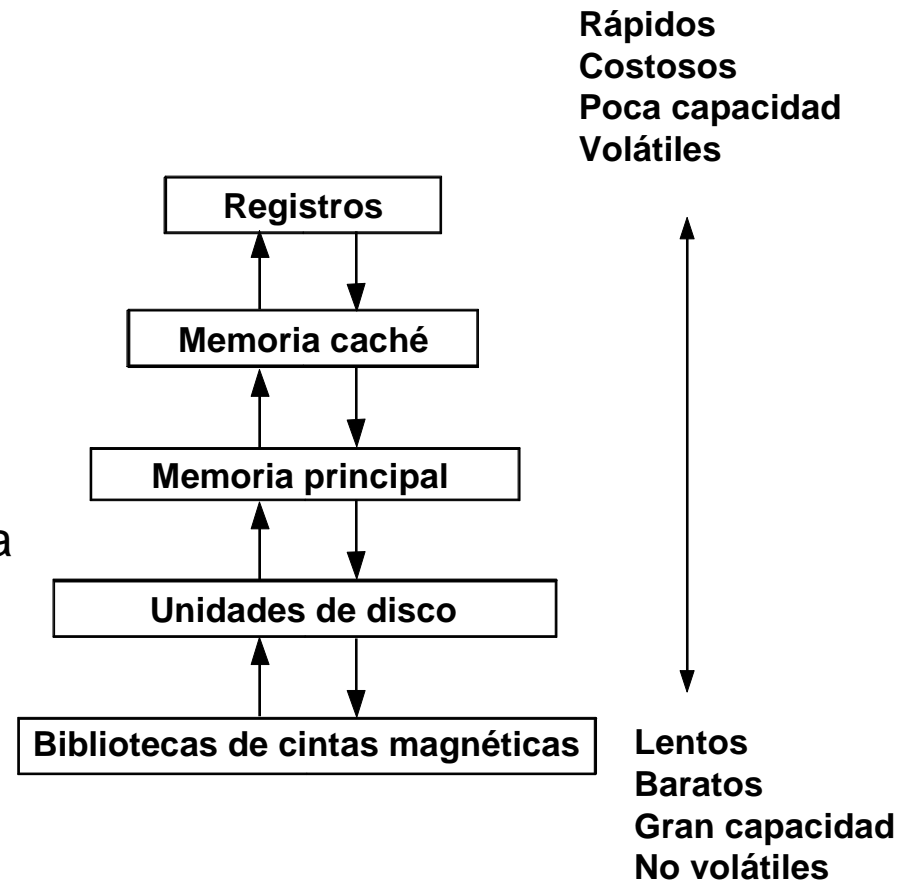 Rápidos
Costosos
Poca capacidad
Volátiles
Registros
Memoria caché
Memoria principal
a
Unidades de disco
Bibliotecas de cintas magnéticas
Lentos
Baratos
Gran capacidad
No volátiles